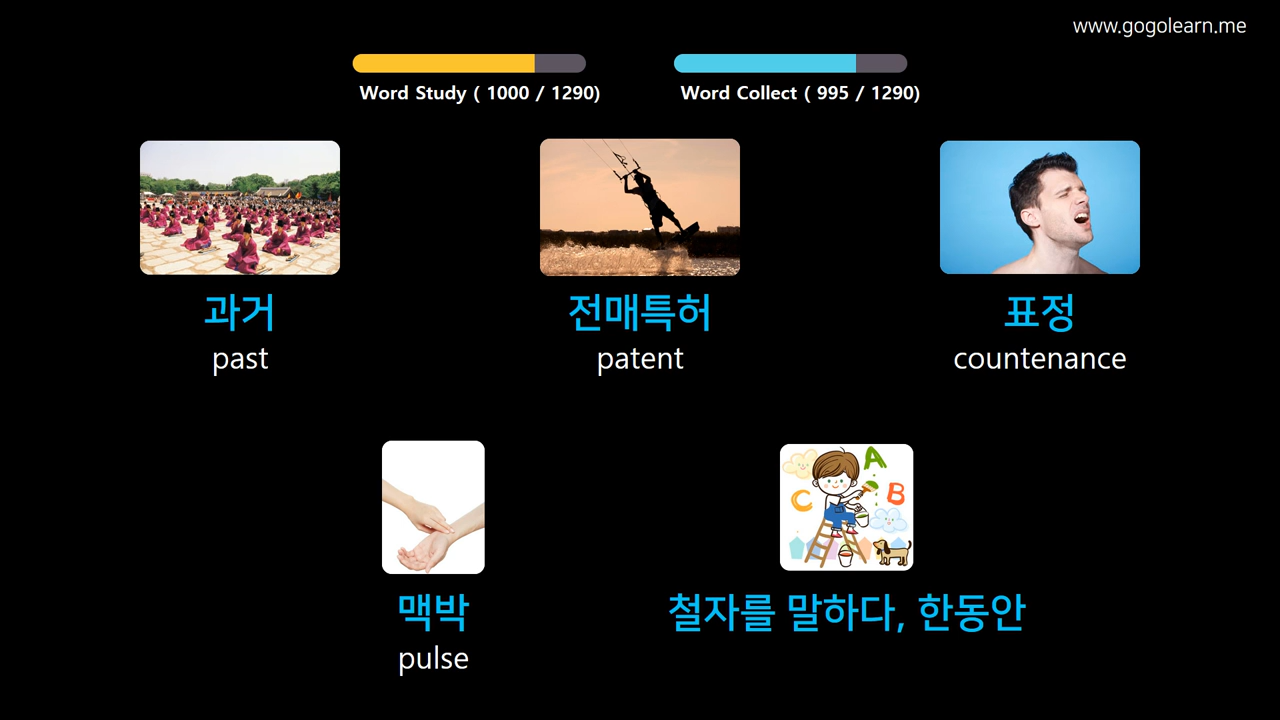 www.gogolearn.me
Word Study ( 1000 / 1290)
Word Collect ( 995 / 1290)
과거
past
전매특허
patent
표정
countenance
맥박
pulse
철자를 말하다, 한동안
A
B
C